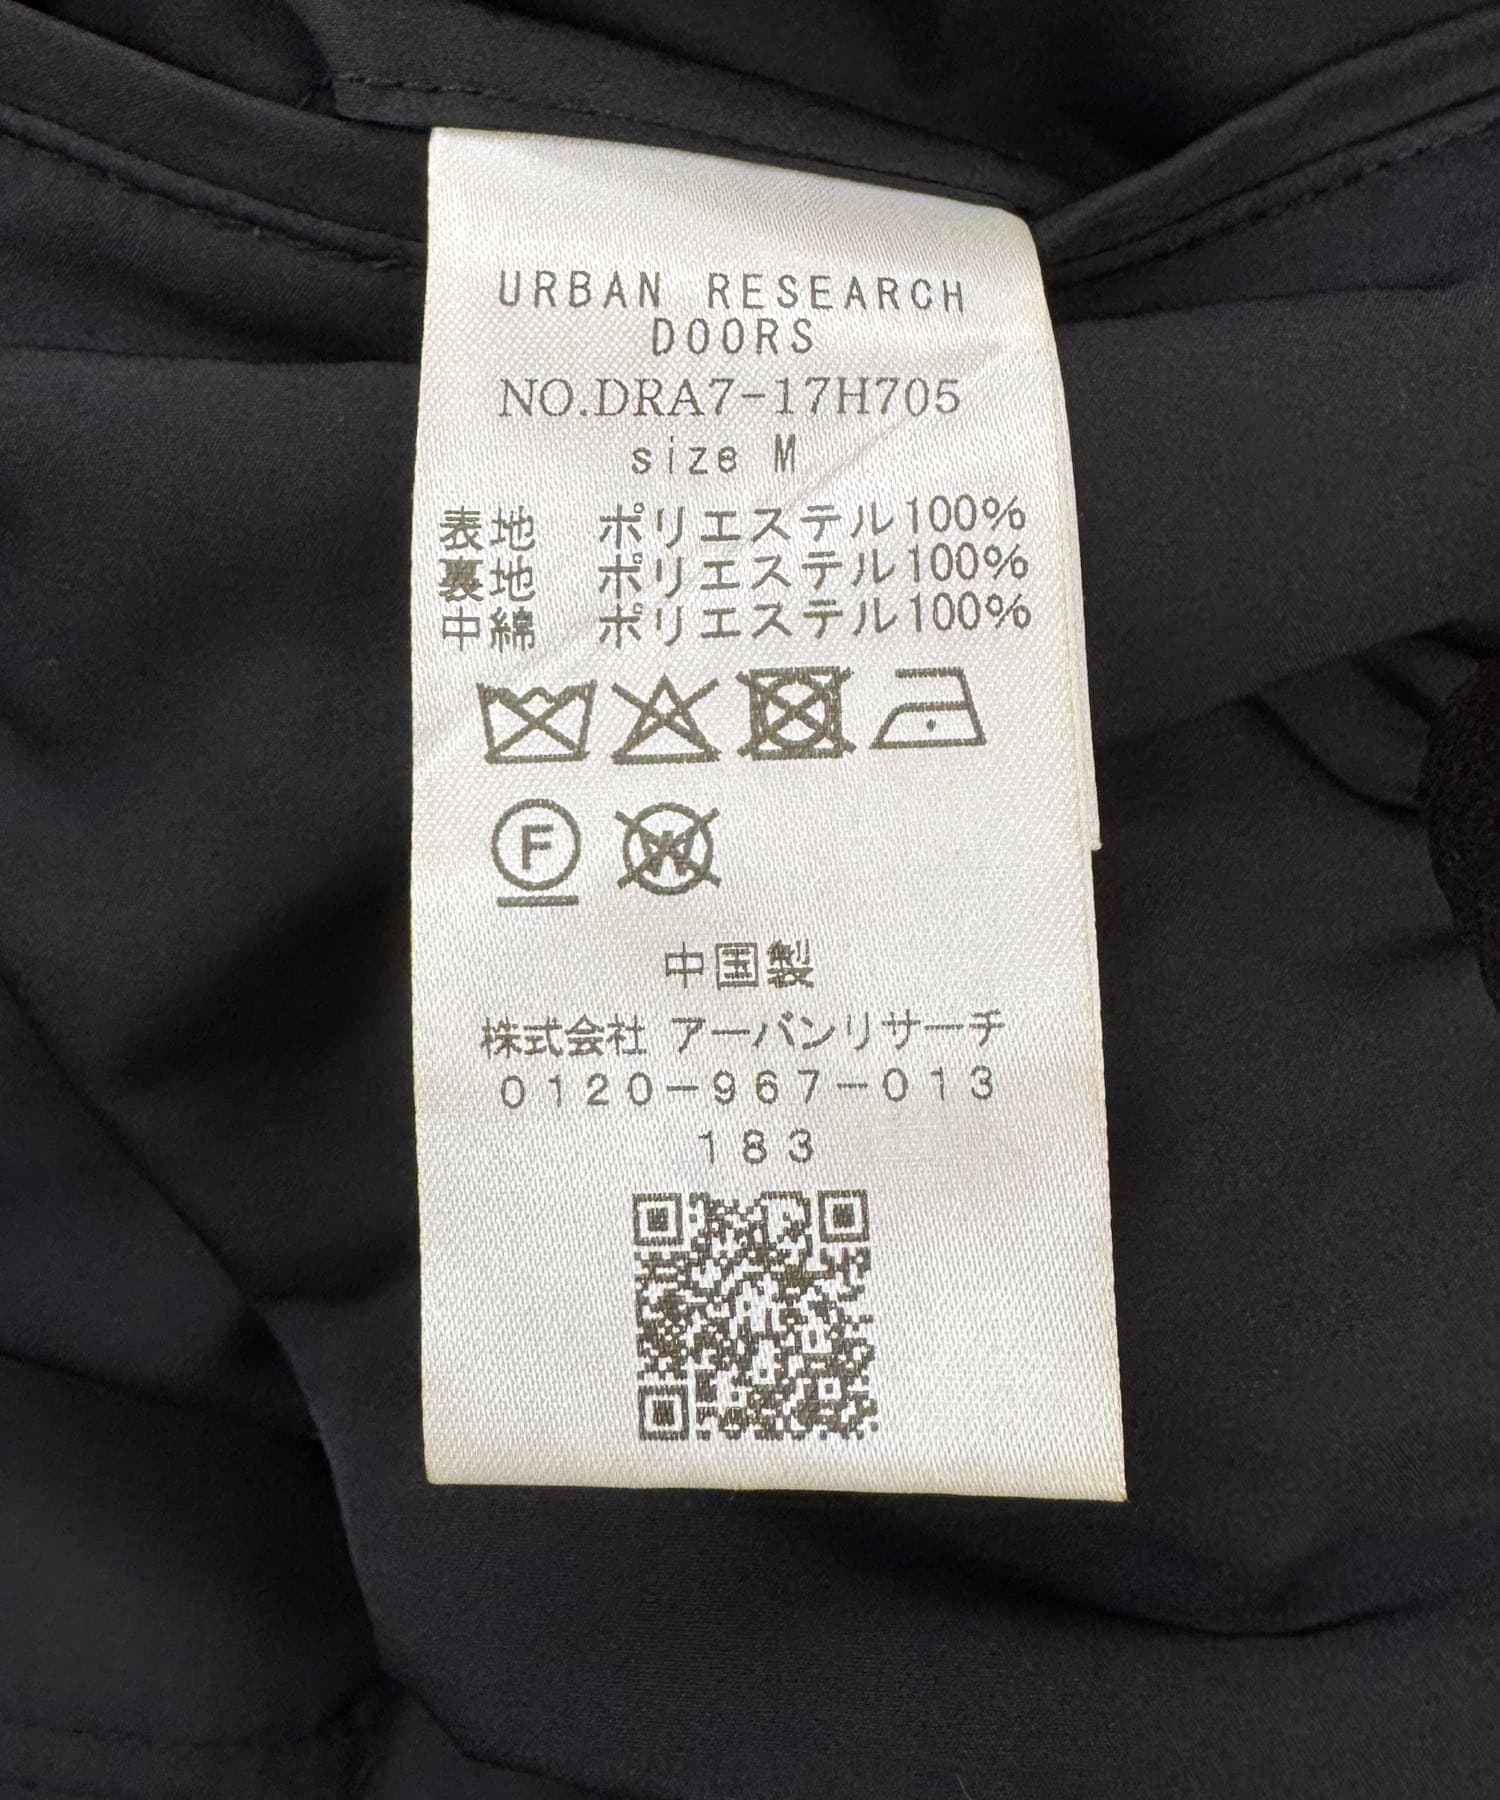 URBAN RESEARCH
DOORS
NO.DRA7-17H705
size M
表地 ポリエステル100%
裏地 ポリエステル100%
中綿 ポリエステル100%
F W
中国製
株式会社 アーバンリサーチ
0120-967-013
183